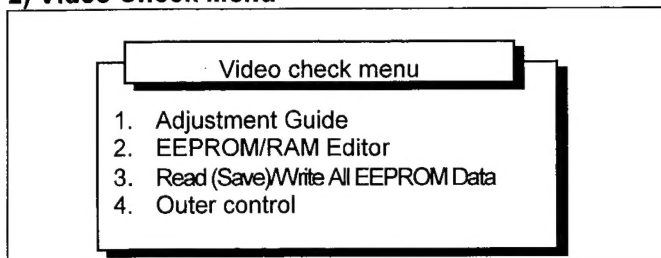 2) Video Check Menu
Video check menu
1. Adjustment Guide
2. EEPROM/RAM Editor
3. Read (Save)/Write All EEPROM Data
4. Outer control